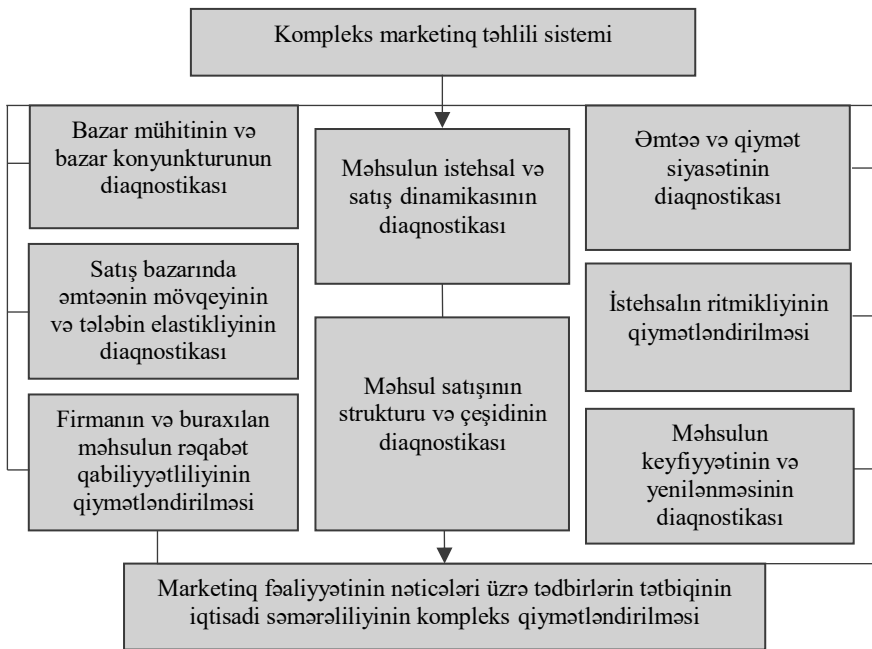 Kompleks marketinq təhlili sistemi
Bazar mühitinin və
bazar konyunkturunun
diaqnostikası
Məhsulun istehsal və
satış dinamikasının
diaqnostikası
Əmtəə və qiymət
siyasətinin
diaqnostikası
Satış bazarında
əmtəənin mövqeyinin
və tələbin elastikliyinin
diaqnostikası
İstehsalın ritmikliyinin
qiymətləndirilməsi
Məhsul satışının
strukturu və çeşidinin
diaqnostikası
Firmanın və buraxılan
məhsulun rəqabət
qabiliyyətliliyinin
qiymətləndirilməsi
Məhsulun
keyfiyyətinin və
yenilənməsinin
diaqnostikası
Marketinq fəaliyyətinin nəticələri üzrə tədbirlərin tətbiqinin
iqtisadi səmərəliliyinin kompleks qiymətləndirilməsi